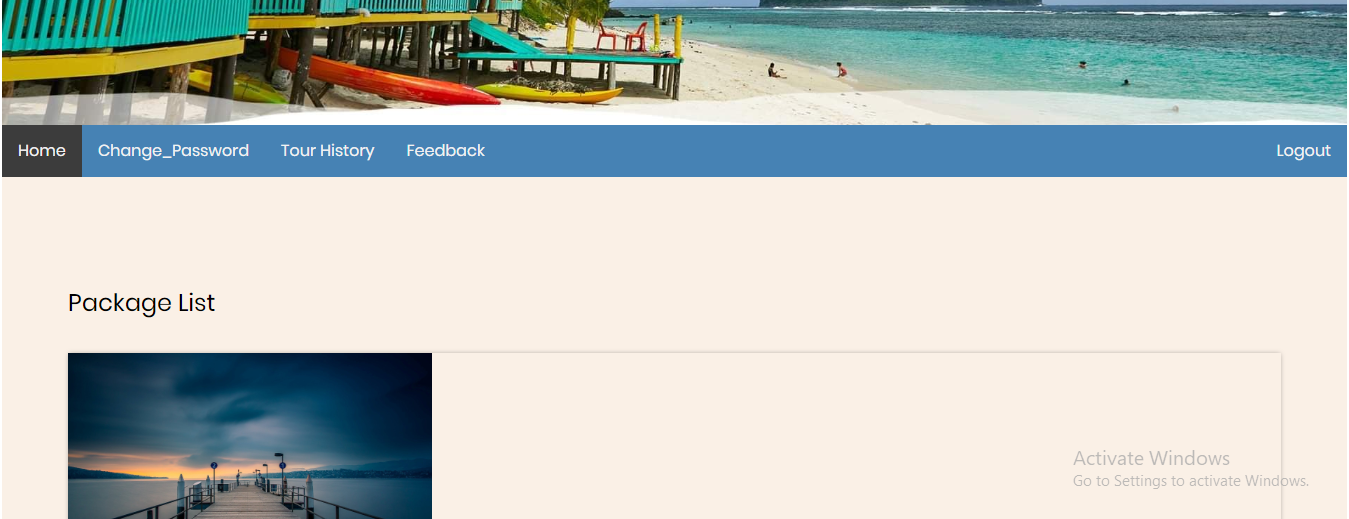 Home Change_Password Tour History Feedback Logout
Package List
Activate Windows
Go to Settings to activate Windows.